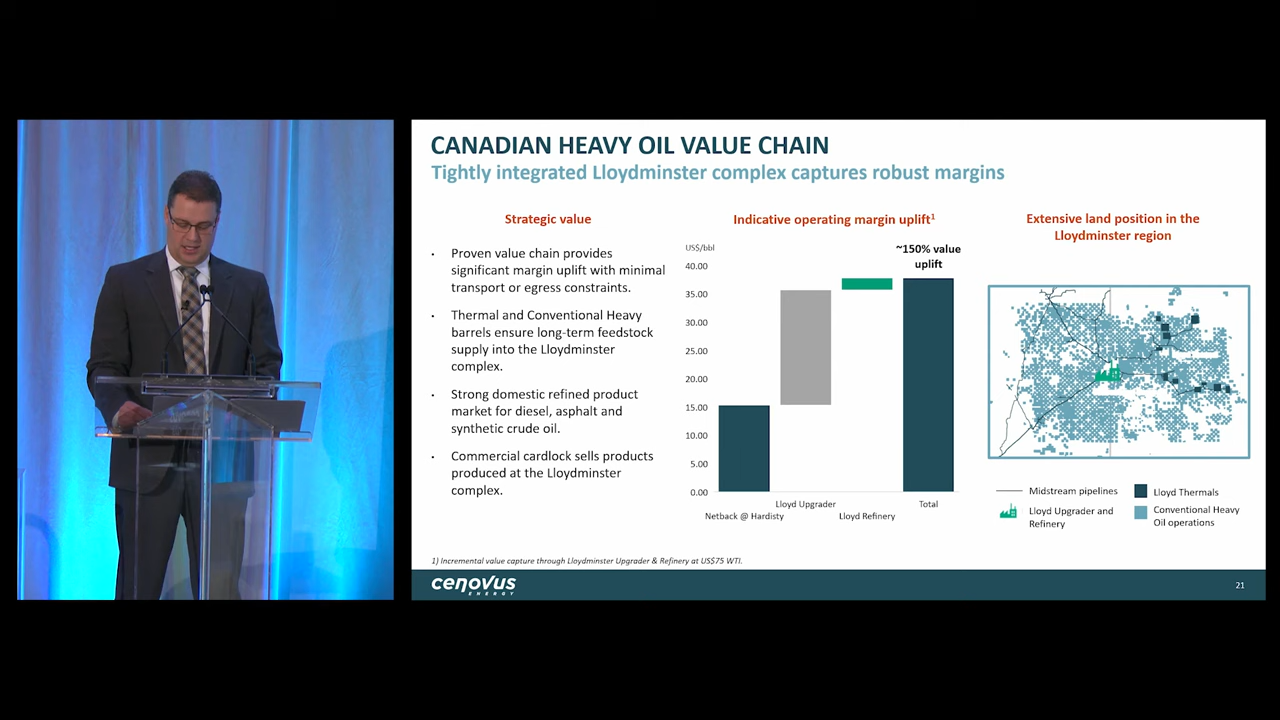 CANADIAN HEAVY OIL VALUE CHAIN
Tightly integrated Lloydminster complex captures robust margins
Strategic value
· Proven value chain provides
significant margin uplift with minimal
transport or egress constraints.
· Thermal and Conventional Heavy
barrels ensure long-term feedstock
supply into the Lloydminster
complex.
· Strong domestic refined product
market for diesel, asphalt and
synthetic crude oil.
· Commercial cardlock sells products
produced at the Lloydminster
complex.
Indicative operating margin uplift¹
US$/bbl
~150% value
uplift
40.00
35.00
30.00
25.00
20.00
15.00
10.00
5.00
0.00
Netback @ Hardisty
Lloyd Upgrader
Lloyd Refinery
Total
Extensive land position in the
Lloydminster region
Midstream pipelines
Lloyd Thermals
Lloyd Upgrader and
Refinery
Conventional Heavy
Oil operations
1) Incremental value capture through Lloydminster Upgrader & Refinery at US$75 WTI.
cenovus
ENERGY
21